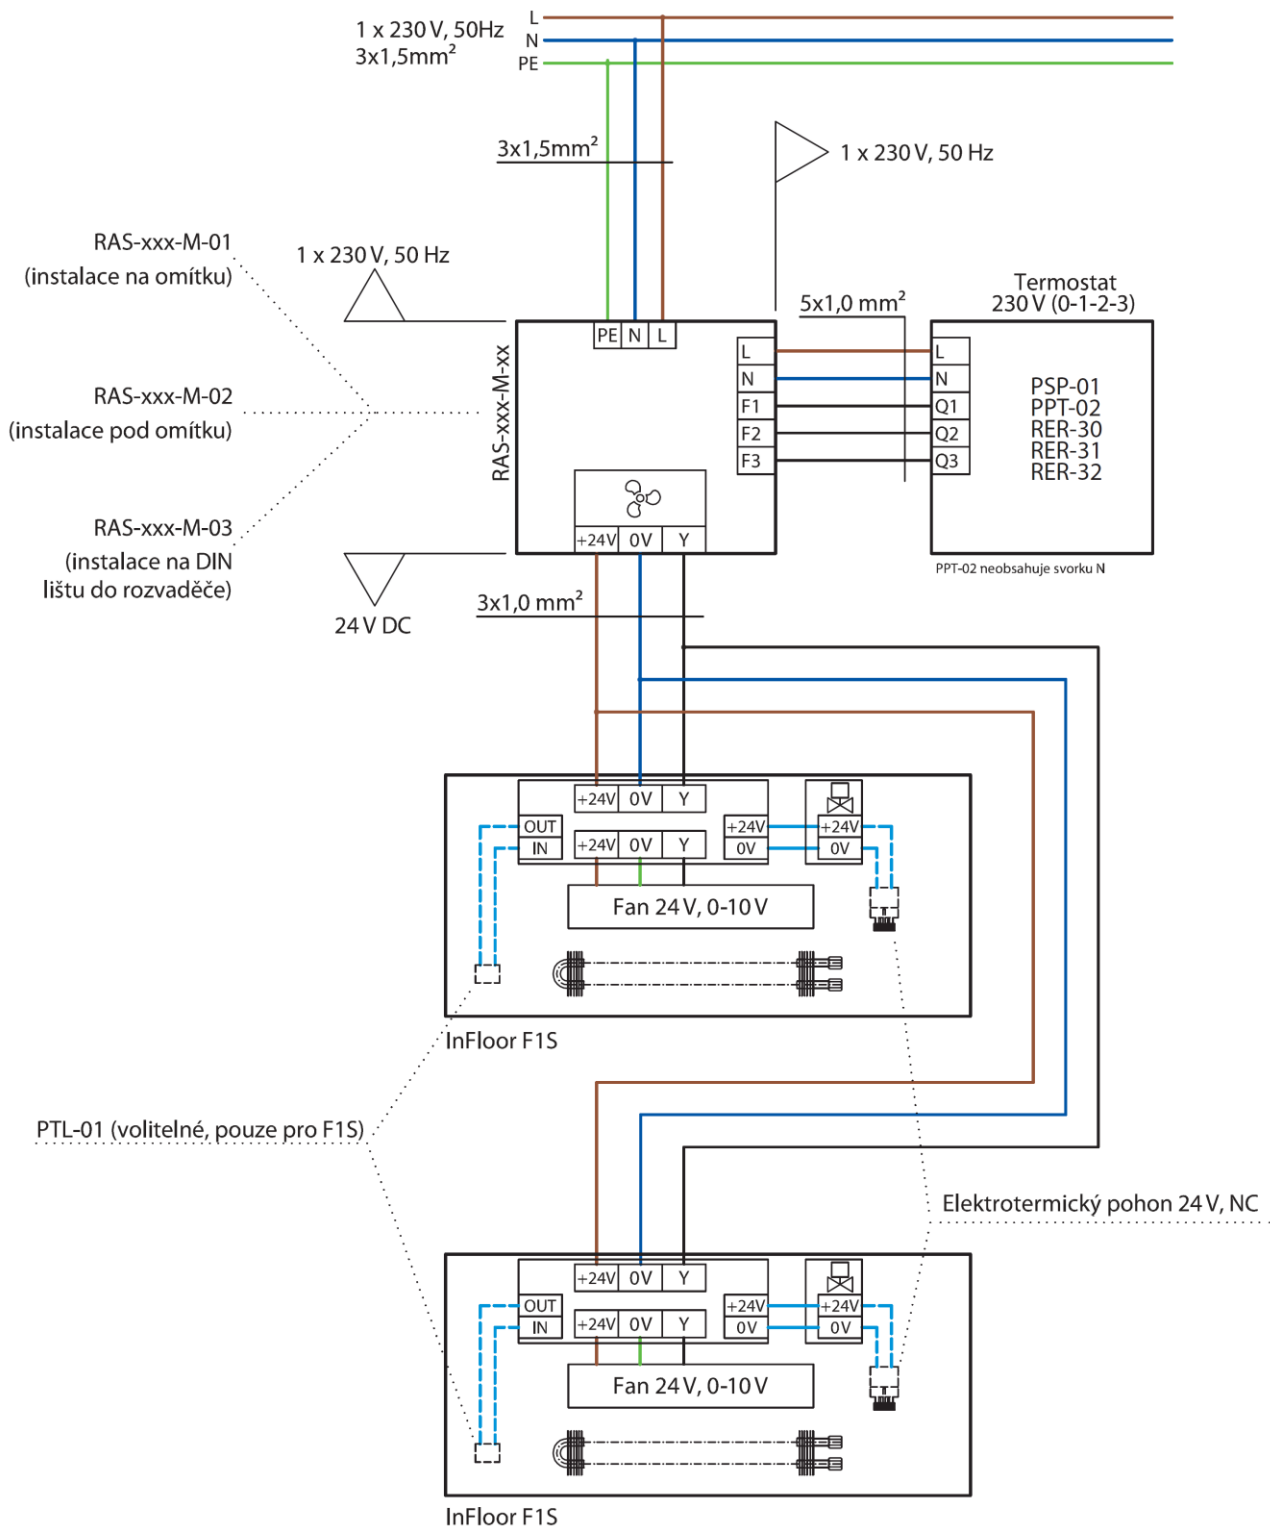 1 x 230 V, 50Hz
3x1,5mm²
L
N
PE
3x1,5mm²
1 x 230 V, 50 Hz
RAS-xxx-M-01
(instalace na omítku)
1 x 230 V, 50 Hz
RAS-xxx-M-02
(instalace pod omítku)
RAS-xxx-M-03
(instalace na DIN
lištu do rozvaděče)
24 V DC
RAS-xxx-M-xx
PE N L
L
N
F1
F2
F3
+24V 0V Y
5x1,0 mm²
Termostat
230 V (0-1-2-3)
L
N
Q1
Q2
Q3
PSP-01
PPT-02
RER-30
RER-31
RER-32
PPT-02 neobsahuje svorku N
3x1,0 mm²
+24V 0V Y
OUT
IN
+24V 0V Y
+24V
0V
+24V
0V
Fan 24 V, 0-10 V
InFloor F1S
PTL-01 (volitelné, pouze pro F1S)
Elektrotermický pohon 24 V, NC
+24V 0V Y
OUT
IN
+24V 0V Y
+24V
0V
+24V
0V
Fan 24 V, 0-10 V
InFloor F1S